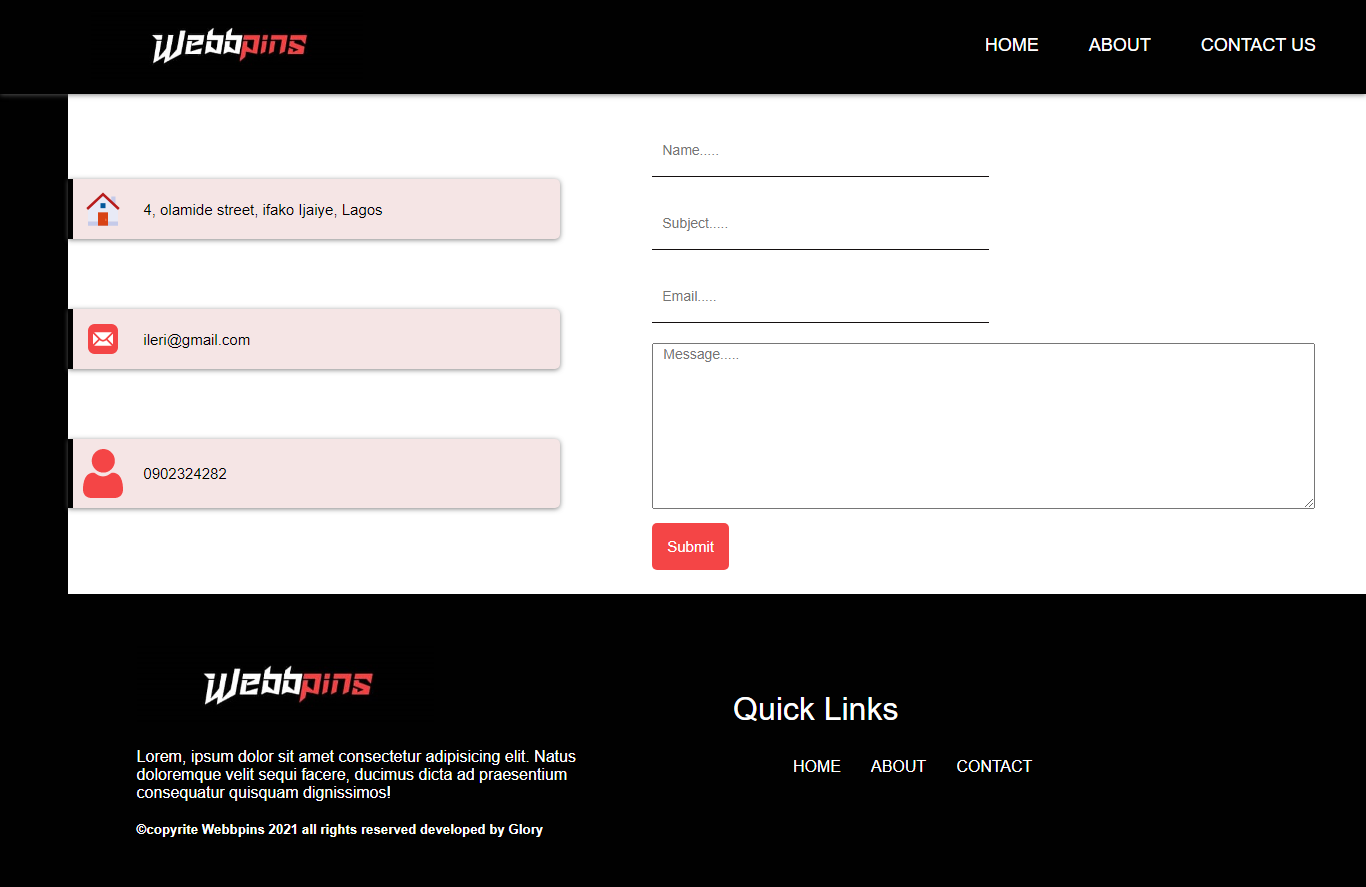 Webbpins
HOME ABOUT CONTACT US
4, olamide street, ifako Ijaiye, Lagos
ileri@gmail.com
0902324282
Name.....
Subject.....
Email.....
Message.....
Submit
Webbpins
Lorem, ipsum dolor sit amet consectetur adipisicing elit. Natus
doloremque velit sequi facere, ducimus dicta ad praesentium
consequatur quisquam dignissimos!
©copyrite Webbpins 2021 all rights reserved developed by Glory
Quick Links
HOME ABOUT CONTACT